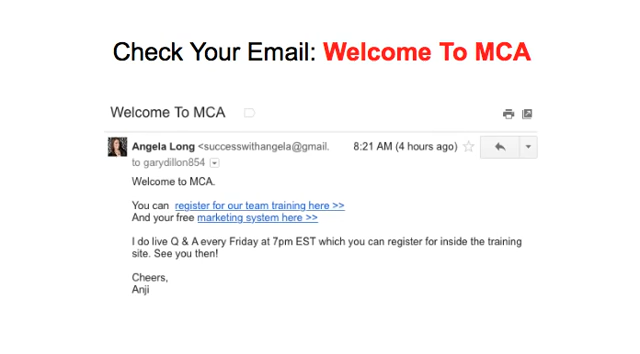 Check Your Email: Welcome To MCA
Welcome To MCA
Angela Long <successwithangela@gmail. 8:21 AM (4 hours ago)
to garydillon854
Welcome to MCA.
You can register for our team training here >>
And your free marketing system here >>
I do live Q & A every Friday at 7pm EST which you can register for inside the training
site. See you then!
Cheers,
Anji